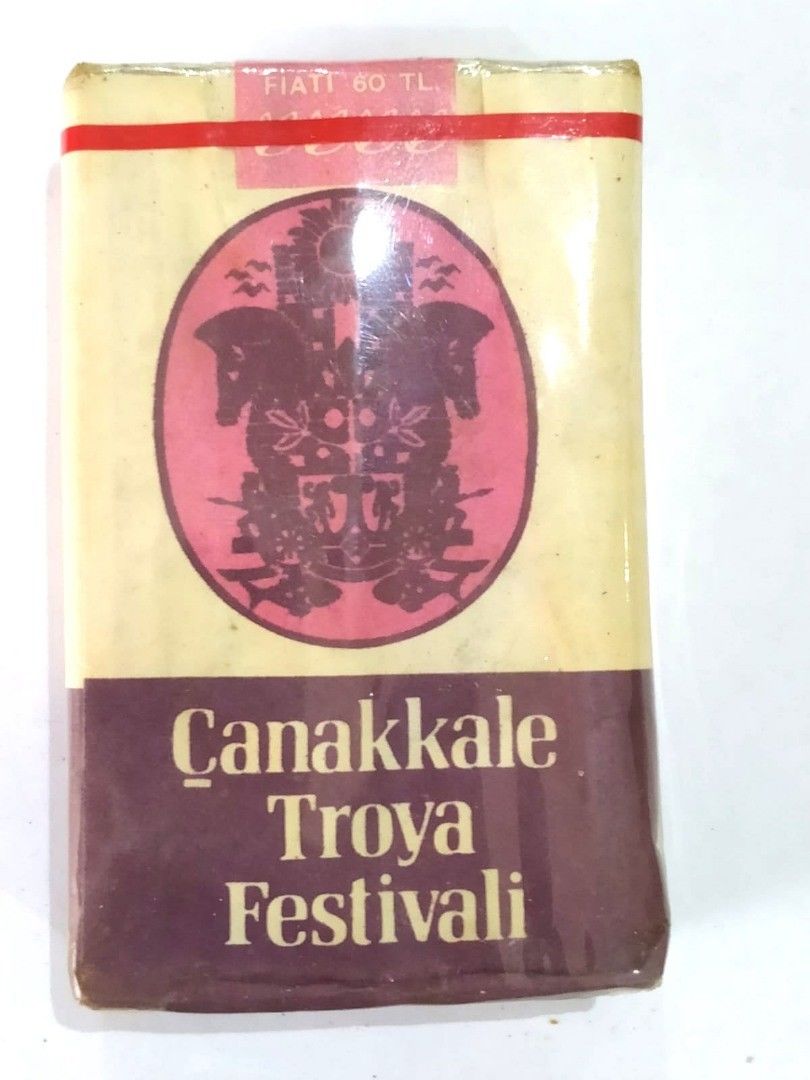 FIATI 60 TL.
Çanakkale
Troya
Festivali